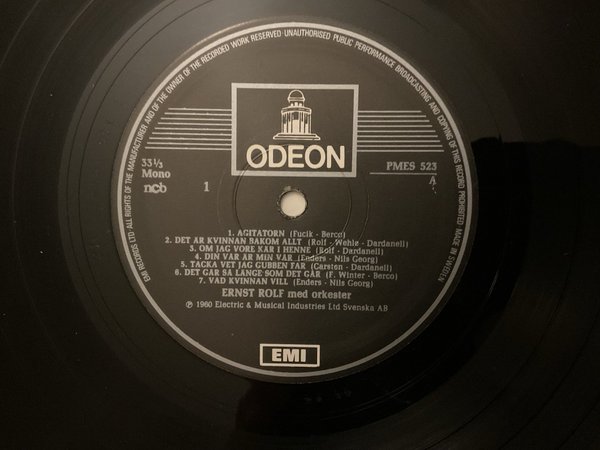 EMI RECORDS LTD ALL RIGHTS OF THE MANUFACTURER AND OF THE OWNER OF THE RECORDED WORK RESERVED·UNAUTHORISED PUBLIC PERFORMANCE BROADCASTING AND COPYING OF THIS RECORD PROHIBITED MADE IN SWEDEN
ODEON
33⅓
Mono
ncb
1
PMES 523
A
1. AGITATORN (Fucik - Berco)
2. DET ÄR KVINNAN BAKOM ALLT (Rolf - Wehle - Dardanell)
3. OM JAG VORE KÄR I HENNE (Rolf - Dardanell)
4. DIN VÅR ÄR MIN VÅR (Enders - Nils Georg)
5. TACKA VET JAG GUBBEN FAR (Carsten - Dardanell)
6. DET GÅR SÅ LÄNGE SOM DET GÅR (F. Winter - Berco)
7. VAD KVINNAN VILL (Enders - Nils Georg)
ERNST ROLF med orkester
℗ 1960 Electric & Musical Industries Ltd Svenska AB
EMI